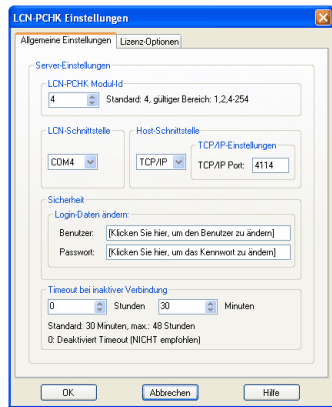 LCN-PCHK Einstellungen
Allgemeine Einstellungen Lizenz-Optionen
Server-Einstellungen
LCN-PCHK Modul-Id
4 Standard: 4, gültiger Bereich: 1,2,4-254
LCN-Schnittstelle Host-Schnittstelle
TCP/IP-Einstellungen
COM4 TCP/IP TCP/IP Port: 4114
Sicherheit
Login-Daten ändern:
Benutzer: [Klicken Sie hier, um den Benutzer zu ändern]
Passwort: [Klicken Sie hier, um das Kennwort zu ändern]
Timeout bei inaktiver Verbindung
0 Stunden 30 Minuten
Standard: 30 Minuten, max.: 48 Stunden
0: Deaktiviert Timeout (NICHT empfohlen)
OK Abbrechen Hilfe